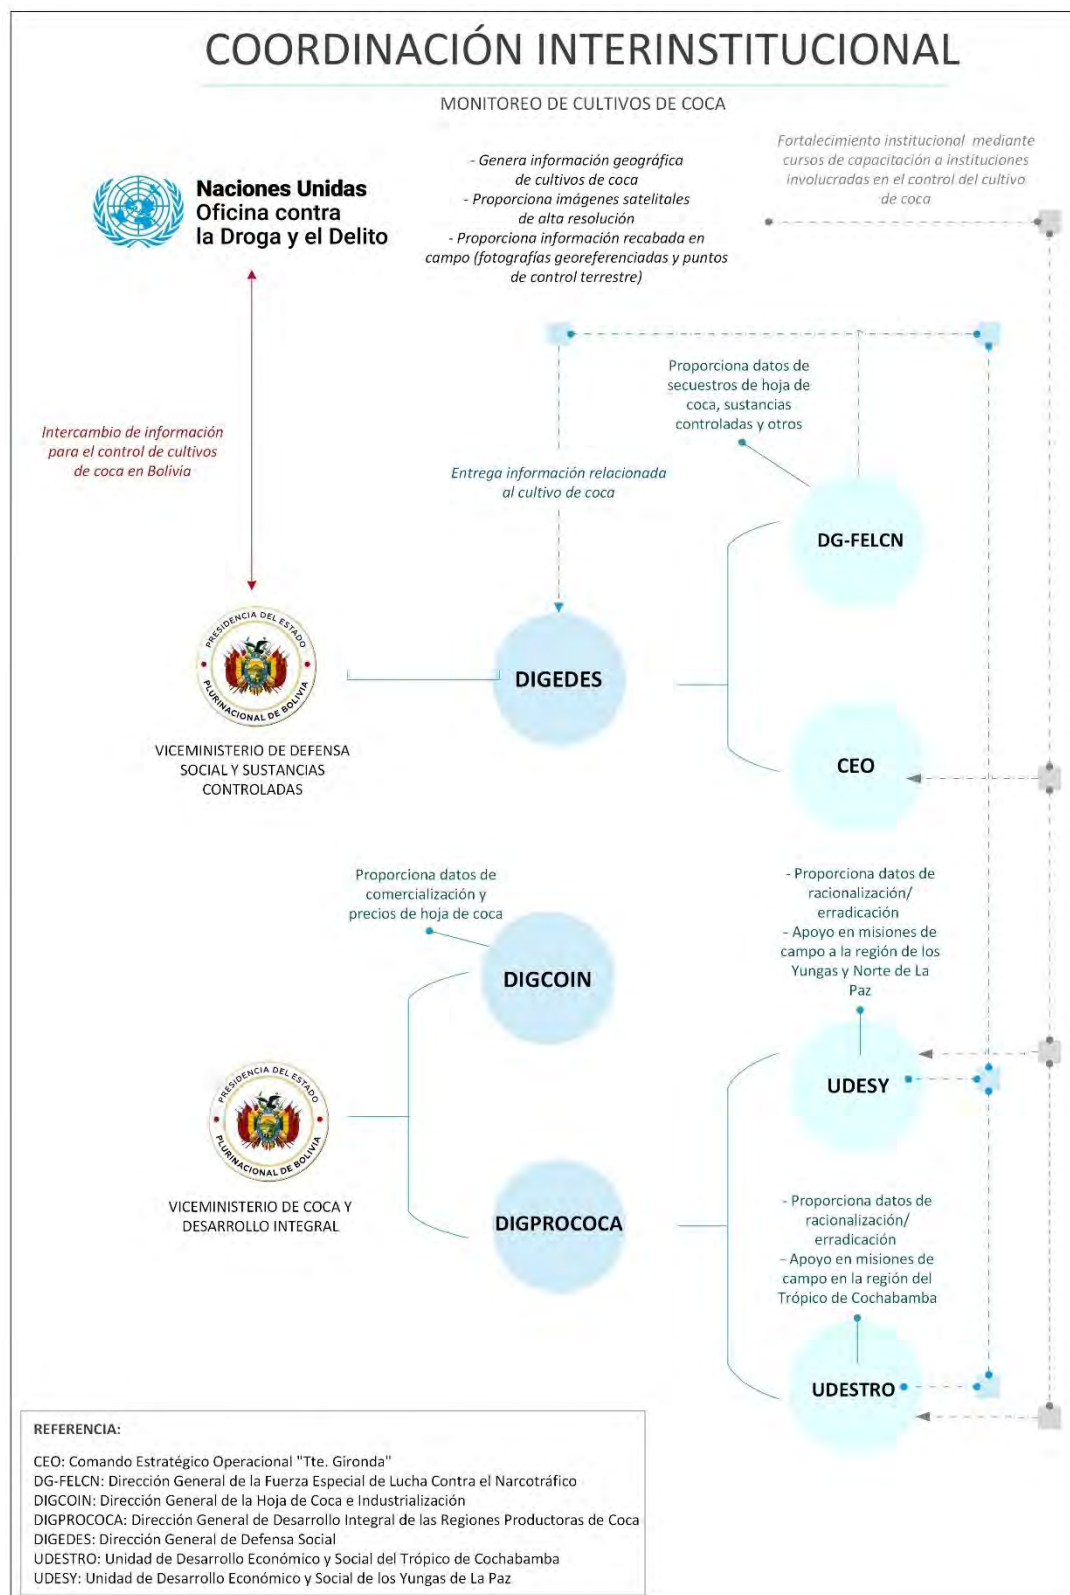 COORDINACIÓN INTERINSTITUCIONAL
MONITOREO DE CULTIVOS DE COCA
Naciones Unidas
Oficina contra
la Droga y el Delito
- Genera información geográfica
de cultivos de coca
- Proporciona imágenes satelitales
de alta resolución
- Proporciona información recabada en
campo (fotografías georeferenciadas y puntos
de control terrestre)
Fortalecimiento institucional mediante
cursos de capacitación a instituciones
involucradas en el control del cultivo
de coca
Intercambio de información
para el control de cultivos
de coca en Bolivia
Entrega información relacionada
al cultivo de coca
Proporciona datos de
secuestros de hoja de
coca, sustancias
controladas y otros
DG-FELCN
PRESIDENCIA DEL ESTADO
PLURINACIONAL DE BOLIVIA
VICEMINISTERIO DE DEFENSA
SOCIAL Y SUSTANCIAS
CONTROLADAS
DIGEDES
CEO
Proporciona datos de
comercialización y
precios de hoja de coca
DIGCOIN
- Proporciona datos de
racionalización/
erradicación
- Apoyo en misiones de
campo a la región de los
Yungas y Norte de La
Paz
UDESY
PRESIDENCIA DEL ESTADO
PLURINACIONAL DE BOLIVIA
VICEMINISTERIO DE COCA Y
DESARROLLO INTEGRAL
DIGPROCOCA
- Proporciona datos de
racionalización/
erradicación
- Apoyo en misiones de
campo en la región del
Trópico de Cochabamba
UDESTRO
REFERENCIA:
CEO: Comando Estratégico Operacional "Tte. Gironda"
DG-FELCN: Dirección General de la Fuerza Especial de Lucha Contra el Narcotráfico
DIGCOIN: Dirección General de la Hoja de Coca e Industrialización
DIGPROCOCA: Dirección General de Desarrollo Integral de las Regiones Productoras de Coca
DIGEDES: Dirección General de Defensa Social
UDESTRO: Unidad de Desarrollo Económico y Social del Trópico de Cochabamba
UDESY: Unidad de Desarrollo Económico y Social de los Yungas de La Paz